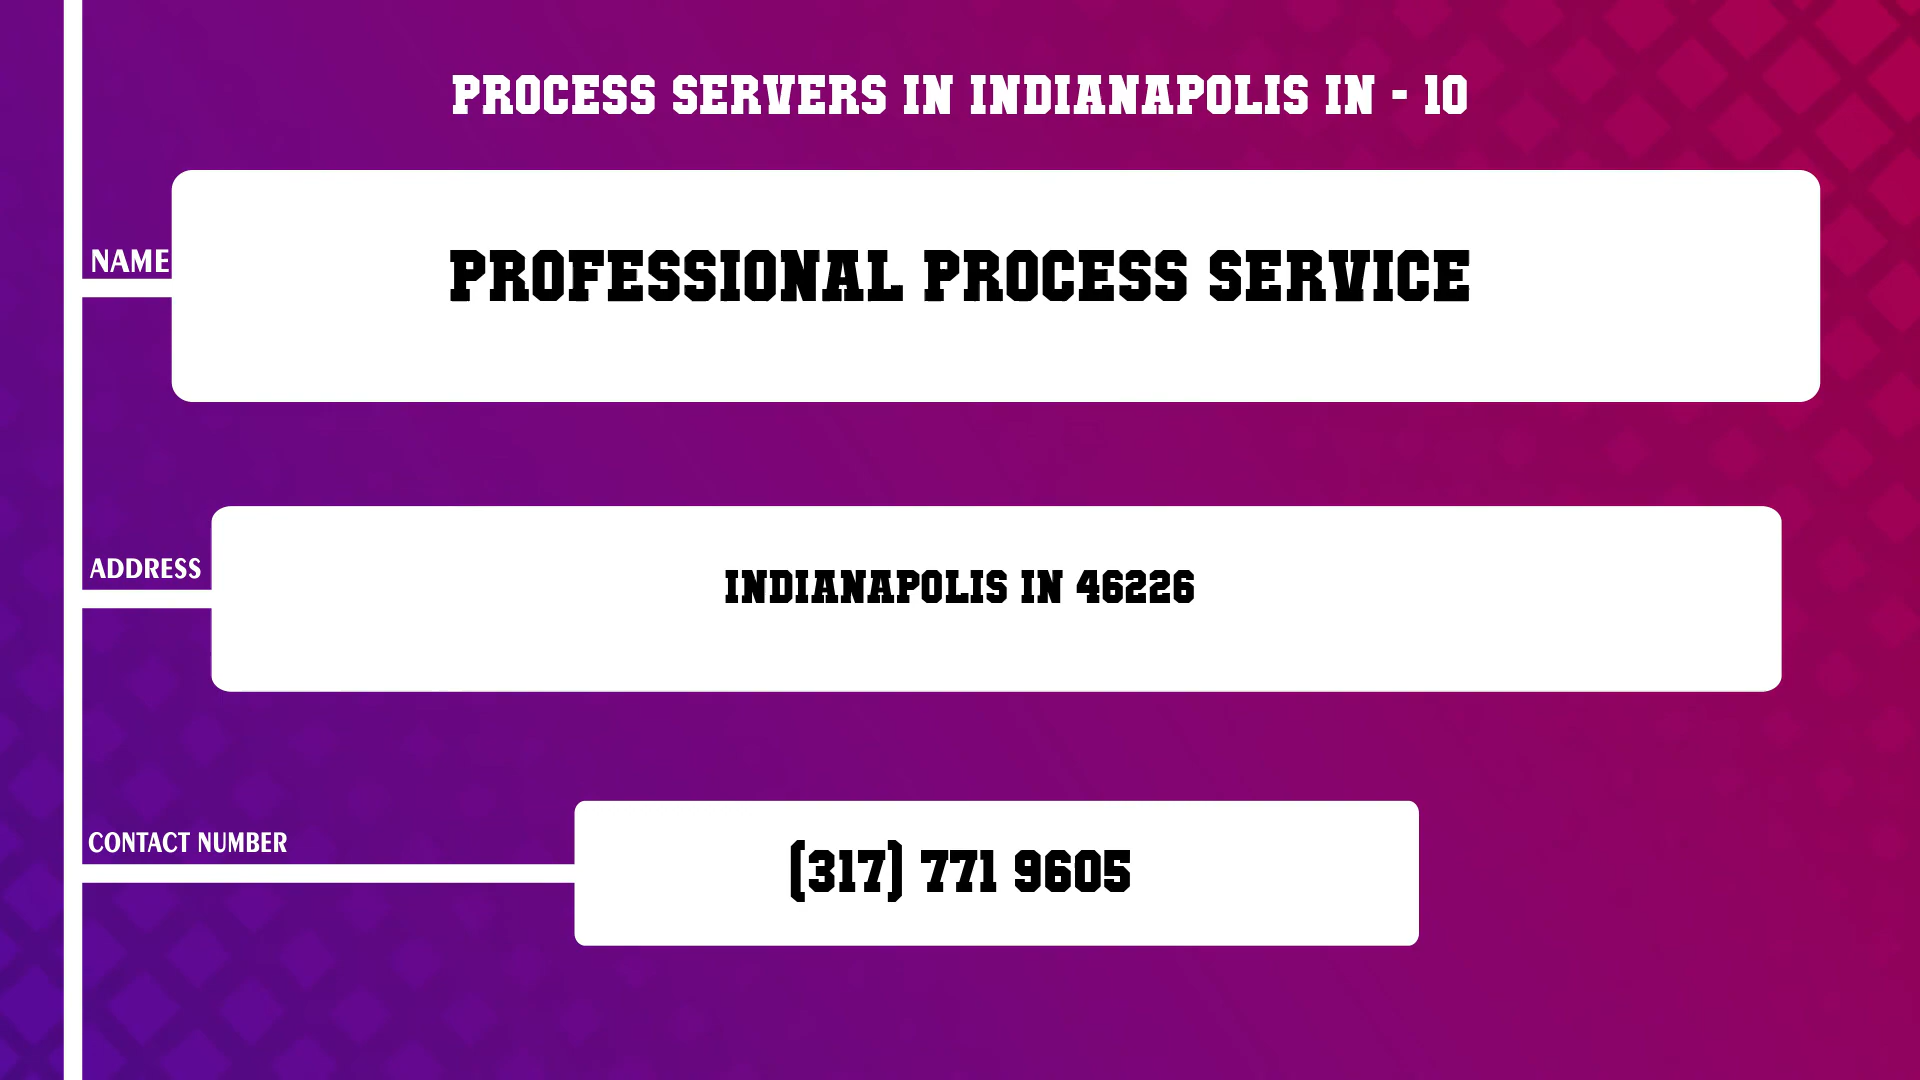 PROCESS SERVERS IN INDIANAPOLIS IN - 10
NAME
PROFESSIONAL PROCESS SERVICE
ADDRESS
INDIANAPOLIS IN 46226
CONTACT NUMBER
(317) 771 9605